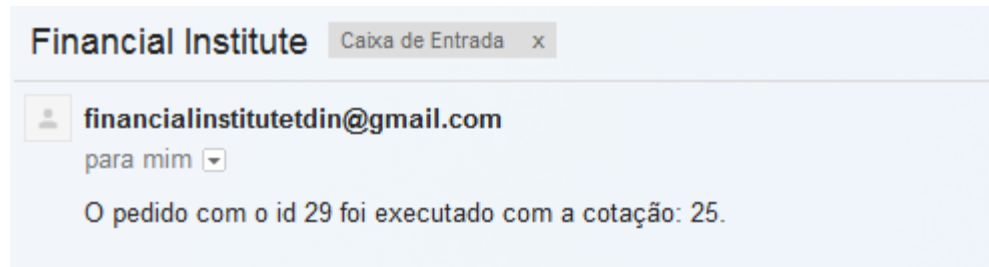 Financial Institute Caixa de Entrada x
financialinstitutetdin@gmail.com
para mim
O pedido com o id 29 foi executado com a cotação: 25.